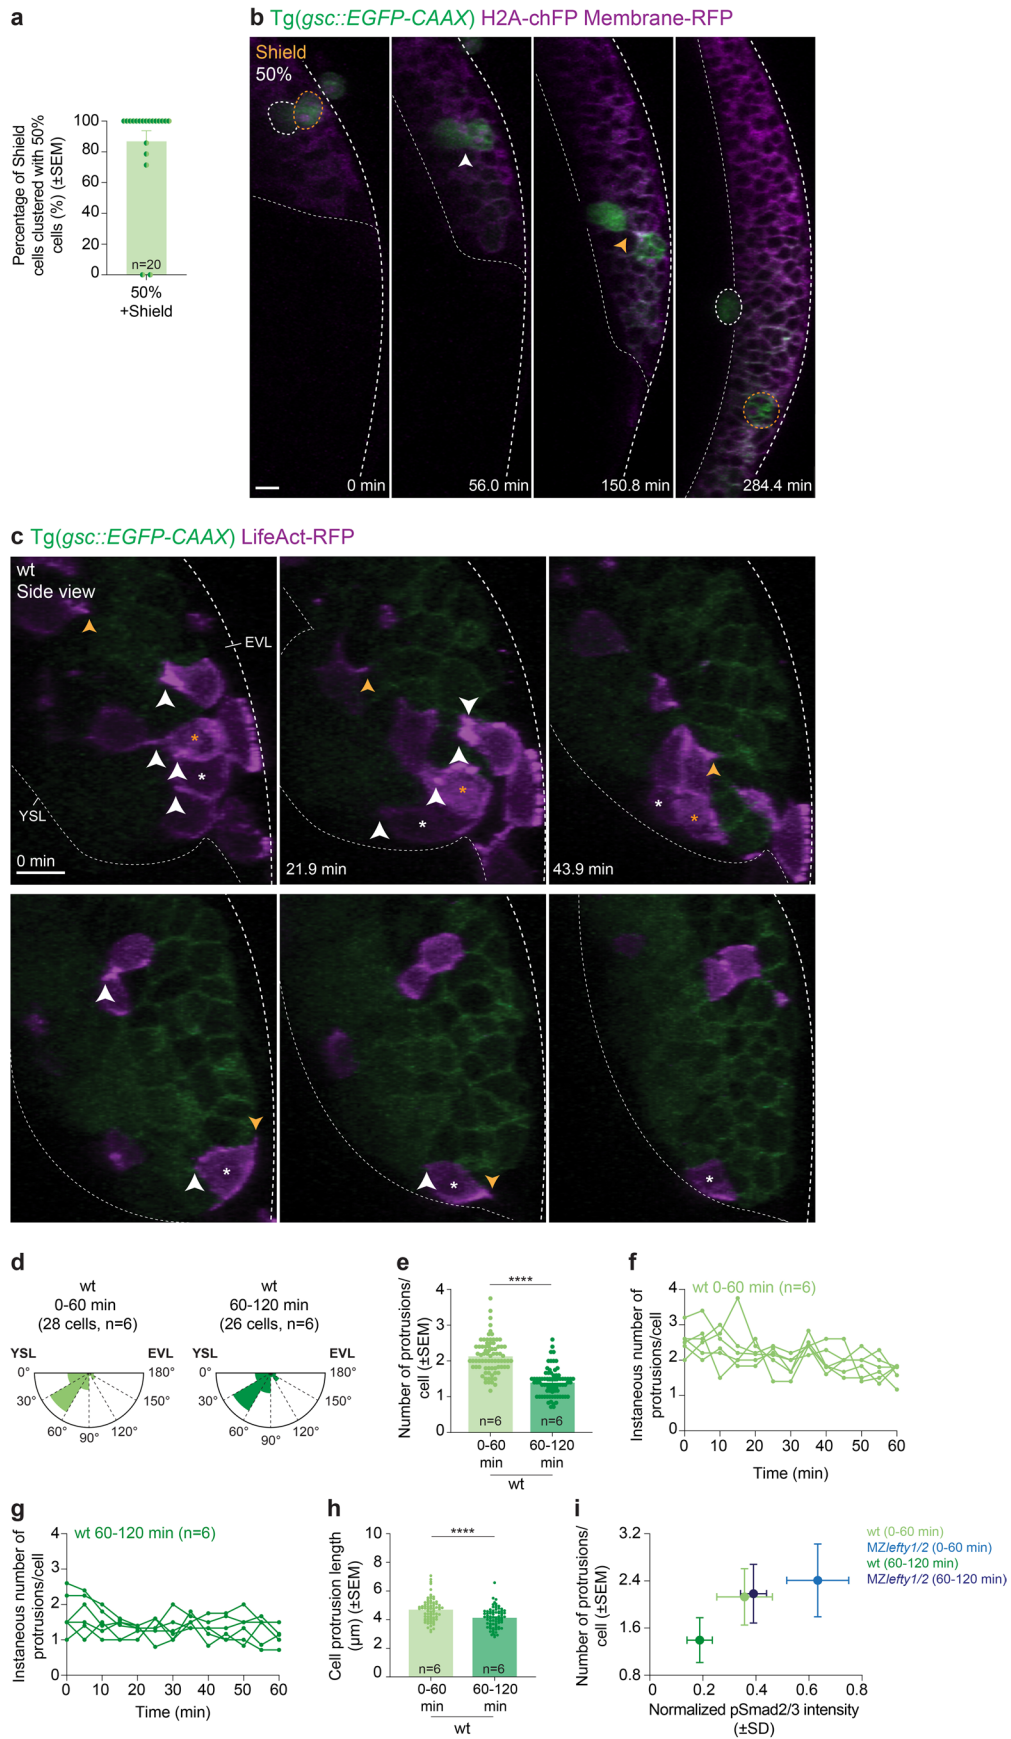 a
Percentage of Shield
cells clustered with 50%
cells (%) (±SEM)
100
80
60
40
20
0
n=20
50%
+Shield
b Tg(gsc::EGFP-CAAX) H2A-chFP Membrane-RFP
Shield
50%
0 min
56.0 min
150.8 min
284.4 min
c Tg(gsc::EGFP-CAAX) LifeAct-RFP
wt
Side view
EVL
YSL
*
*
0 min
*
*
21.9 min
*
*
43.9 min
*
*
*
d
wt
0-60 min
(28 cells, n=6)
YSL EVL
0° 180°
30° 150°
60° 120°
90°
wt
60-120 min
(26 cells, n=6)
YSL EVL
0° 180°
30° 150°
60° 120°
90°
e
Number of protrusions/
cell (±SEM)
4
3
2
1
0
****
n=6 n=6
0-60 60-120
min min
wt
f
wt 0-60 min (n=6)
Instaneous number of
protrusions/cell
4
3
2
1
0
0 10 20 30 40 50 60
Time (min)
g
wt 60-120 min (n=6)
Instaneous number of
protrusions/cell
4
3
2
1
0
0 10 20 30 40 50 60
Time (min)
h
Cell protrusion length
(µm) (±SEM)
10
8
6
4
2
0
****
n=6 n=6
0-60 60-120
min min
wt
i
Number of protrusions/
cell (±SEM)
3.2
2.4
1.6
0.8
0 0.2 0.4 0.6 0.8
Normalized pSmad2/3 intensity
(±SD)
wt (0-60 min)
MZlefty1/2 (0-60 min)
wt (60-120 min)
MZlefty1/2 (60-120 min)